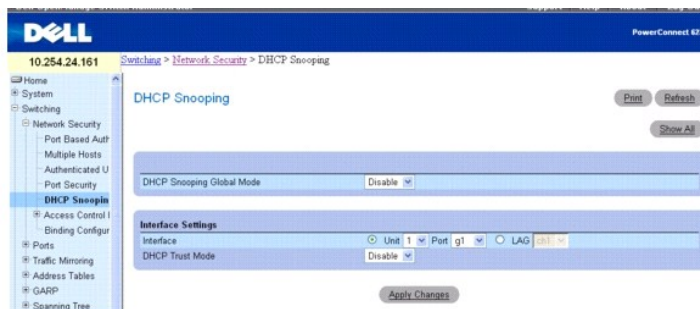 DELL
PowerConnect 62
10.254.24.161
Switching > Network Security > DHCP Snooping
Home
System
Switching
Network Security
Port Based Auth
Multiple Hosts
Authenticated U
Port Security
DHCP Snoopin
Access Control
Binding Configur
Ports
Traffic Mirroring
Address Tables
GARP
Spanning Tree
DHCP Snooping
Print Refresh
Show All
DHCP Snooping Global Mode Disable
Interface Settings
Interface Unit 1 Port g1 LAG ch1
DHCP Trust Mode Disable
Apply Changes